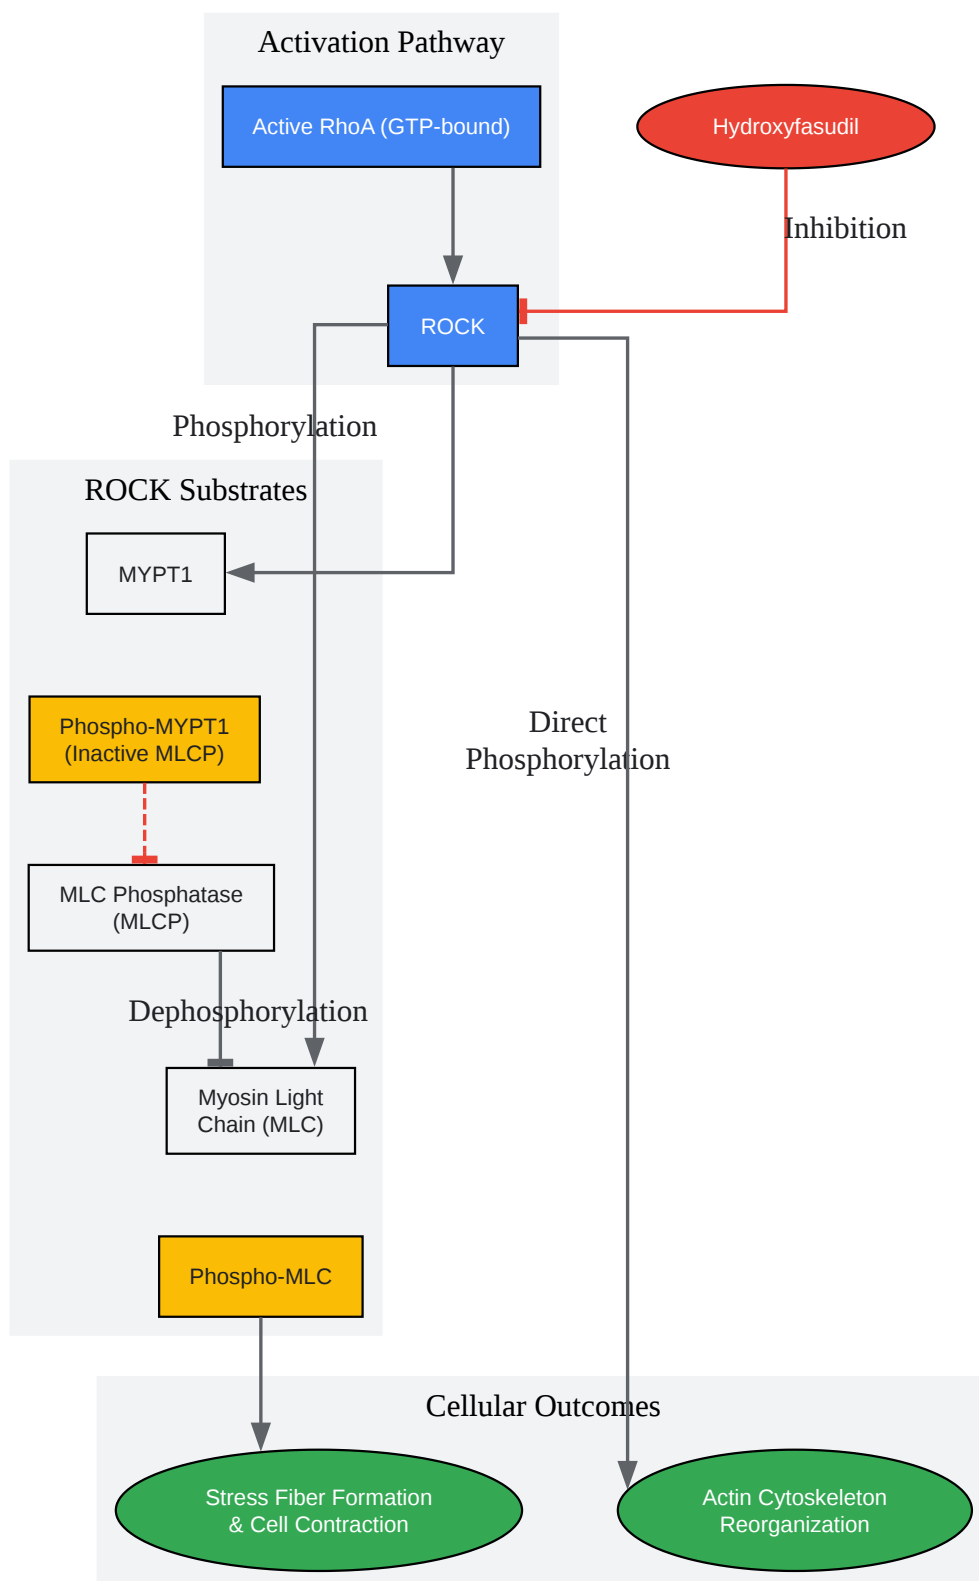 Activation Pathway
Active RhoA (GTP-bound)
Hydroxyfasudil
Inhibition
ROCK
Phosphorylation
ROCK Substrates
MYPT1
Phospho-MYPT1
(Inactive MLCP)
Direct
Phosphorylation
MLC Phosphatase
(MLCP)
Dephosphorylation
Myosin Light
Chain (MLC)
Phospho-MLC
Cellular Outcomes
Stress Fiber Formation
& Cell Contraction
Actin Cytoskeleton
Reorganization